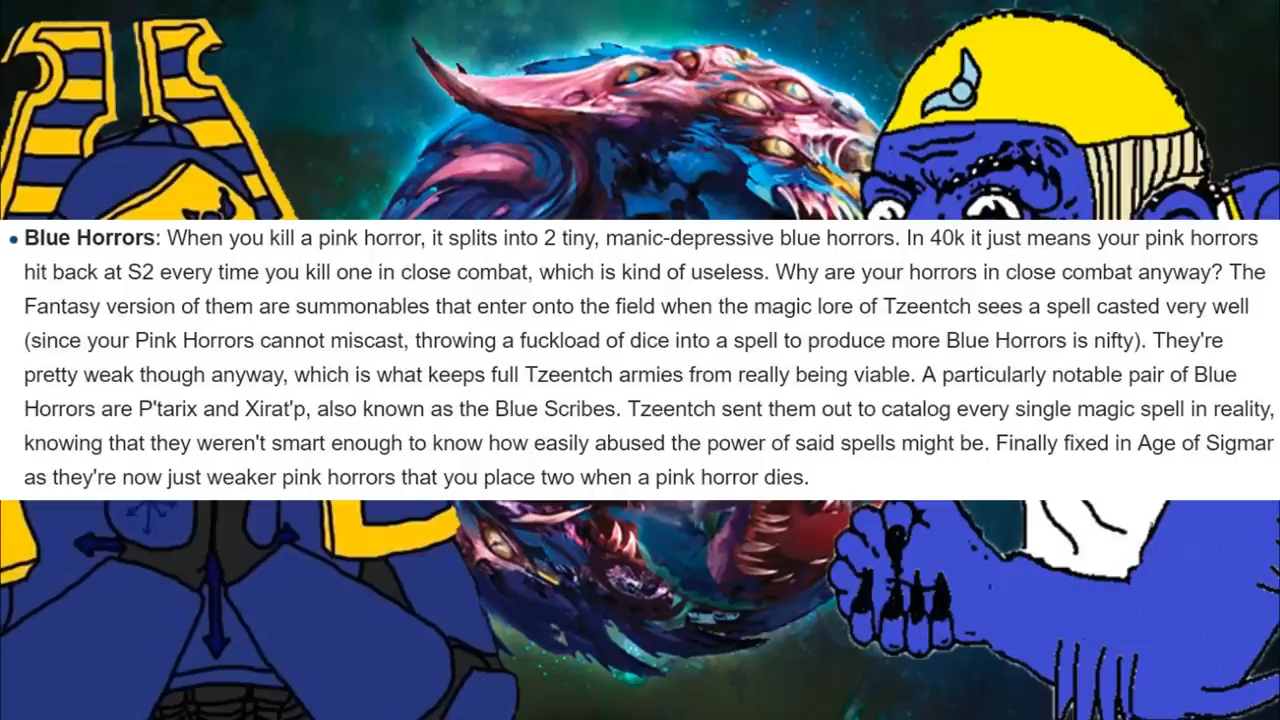 • Blue Horrors: When you kill a pink horror, it splits into 2 tiny, manic-depressive blue horrors. In 40k it just means your pink horrors
hit back at S2 every time you kill one in close combat, which is kind of useless. Why are your horrors in close combat anyway? The
Fantasy version of them are summonables that enter onto the field when the magic lore of Tzeentch sees a spell casted very well
(since your Pink Horrors cannot miscast, throwing a fuckload of dice into a spell to produce more Blue Horrors is nifty). They're
pretty weak though anyway, which is what keeps full Tzeentch armies from really being viable. A particularly notable pair of Blue
Horrors are P'tarix and Xirat'p, also known as the Blue Scribes. Tzeentch sent them out to catalog every single magic spell in reality,
knowing that they weren't smart enough to know how easily abused the power of said spells might be. Finally fixed in Age of Sigmar
as they're now just weaker pink horrors that you place two when a pink horror dies.